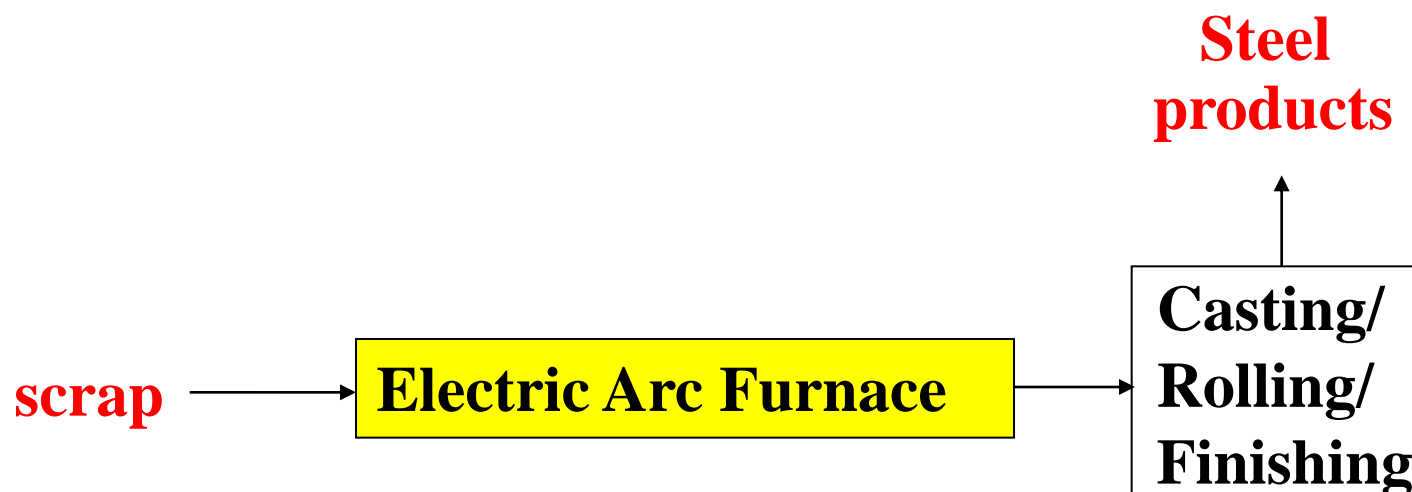 Steel
products
scrap
Electric Arc Furnace
Casting/
Rolling/
Finishing